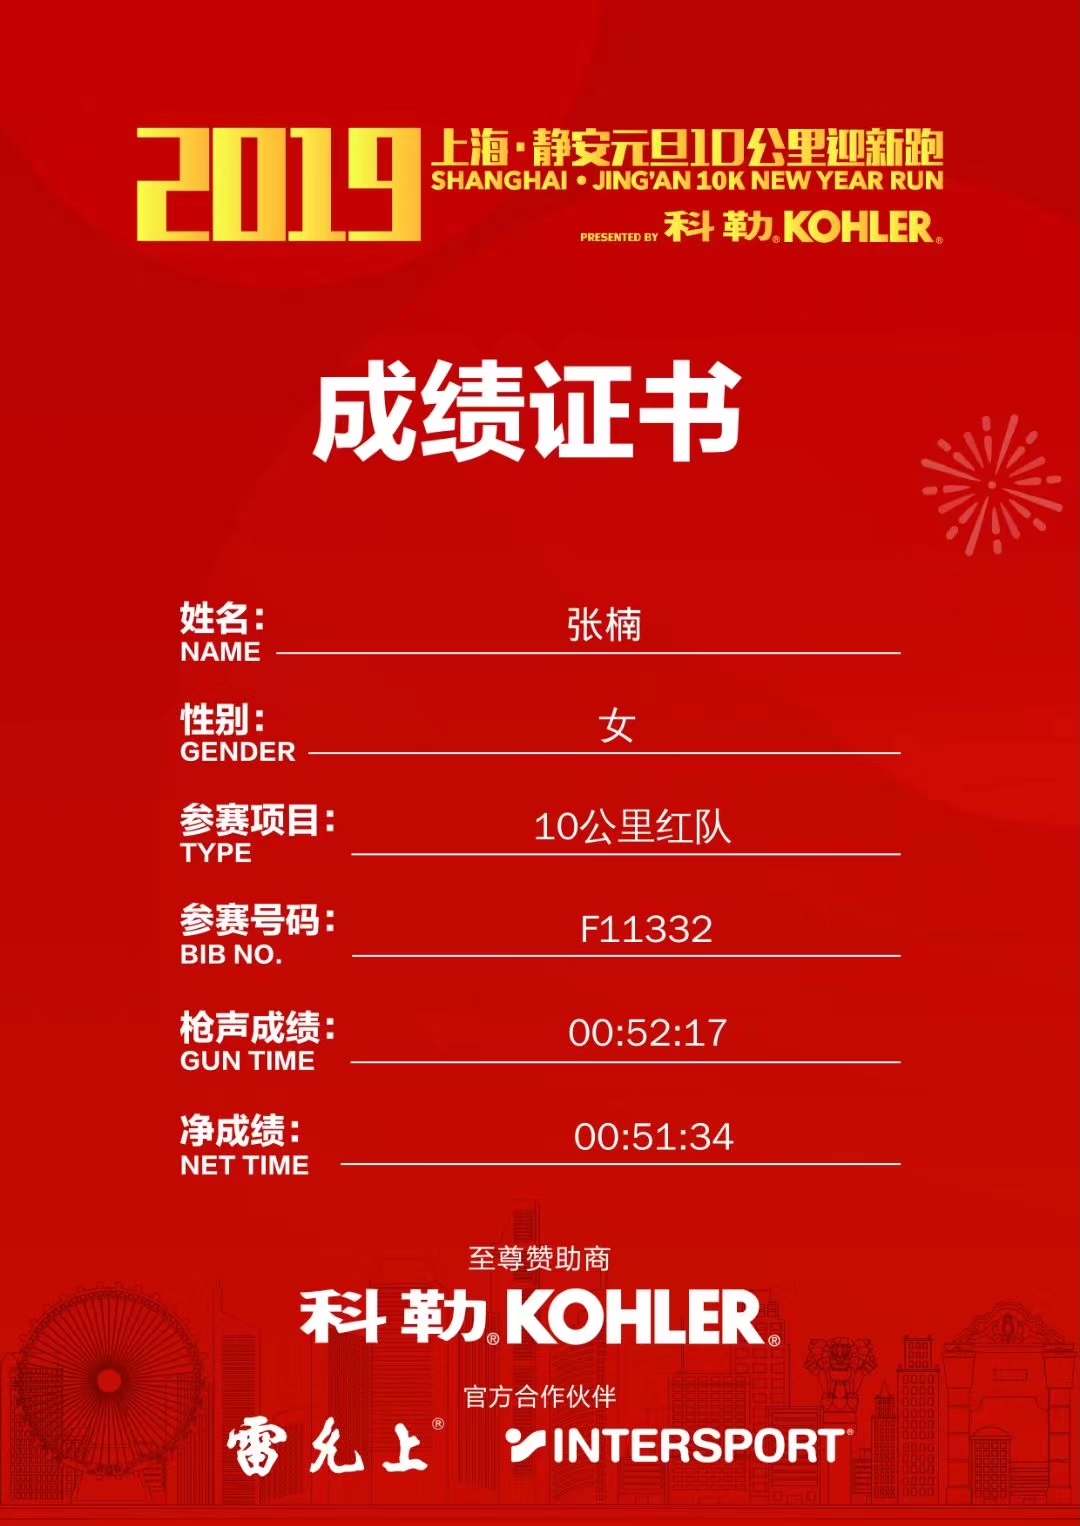 2019
上海·静安元旦10公里迎新跑
SHANGHAI • JING'AN 10K NEW YEAR RUN
PRESENTED BY 科勒® KOHLER®
成绩证书
姓名： 张楠
NAME
性别： 女
GENDER
参赛项目： 10公里红队
TYPE
参赛号码： F11332
BIB NO.
枪声成绩： 00:52:17
GUN TIME
净成绩： 00:51:34
NET TIME
至尊赞助商
科勒® KOHLER®
官方合作伙伴
雷允上® INTERSPORT®